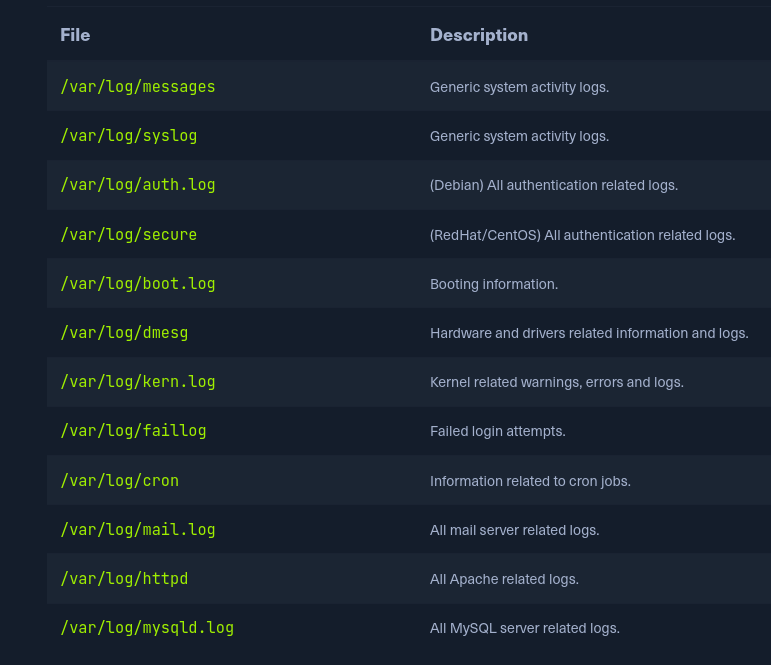 File Description
/var/log/messages Generic system activity logs.
/var/log/syslog Generic system activity logs.
/var/log/auth.log (Debian) All authentication related logs.
/var/log/secure (RedHat/CentOS) All authentication related logs.
/var/log/boot.log Booting information.
/var/log/dmesg Hardware and drivers related information and logs.
/var/log/kern.log Kernel related warnings, errors and logs.
/var/log/faillog Failed login attempts.
/var/log/cron Information related to cron jobs.
/var/log/mail.log All mail server related logs.
/var/log/httpd All Apache related logs.
/var/log/mysqld.log All MySQL server related logs.